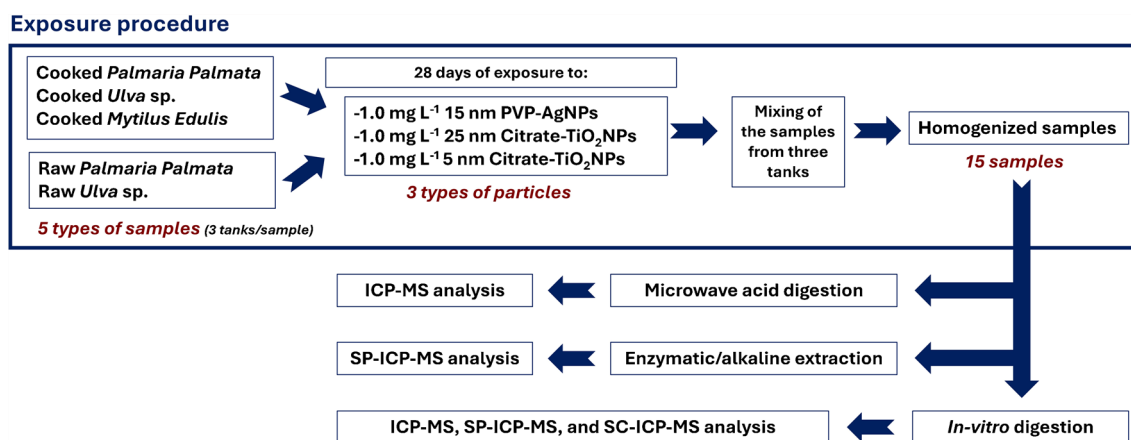 Exposure procedure
Cooked Palmaria Palmata
Cooked Ulva sp.
Cooked Mytilus Edulis
Raw Palmaria Palmata
Raw Ulva sp.
5 types of samples (3 tanks/sample)
28 days of exposure to:
-1.0 mg L⁻¹ 15 nm PVP-AgNPs
-1.0 mg L⁻¹ 25 nm Citrate-TiO₂NPs
-1.0 mg L⁻¹ 5 nm Citrate-TiO₂NPs
3 types of particles
Mixing of
the samples
from three
tanks
Homogenized samples
15 samples
ICP-MS analysis
Microwave acid digestion
SP-ICP-MS analysis
Enzymatic/alkaline extraction
ICP-MS, SP-ICP-MS, and SC-ICP-MS analysis
In-vitro digestion